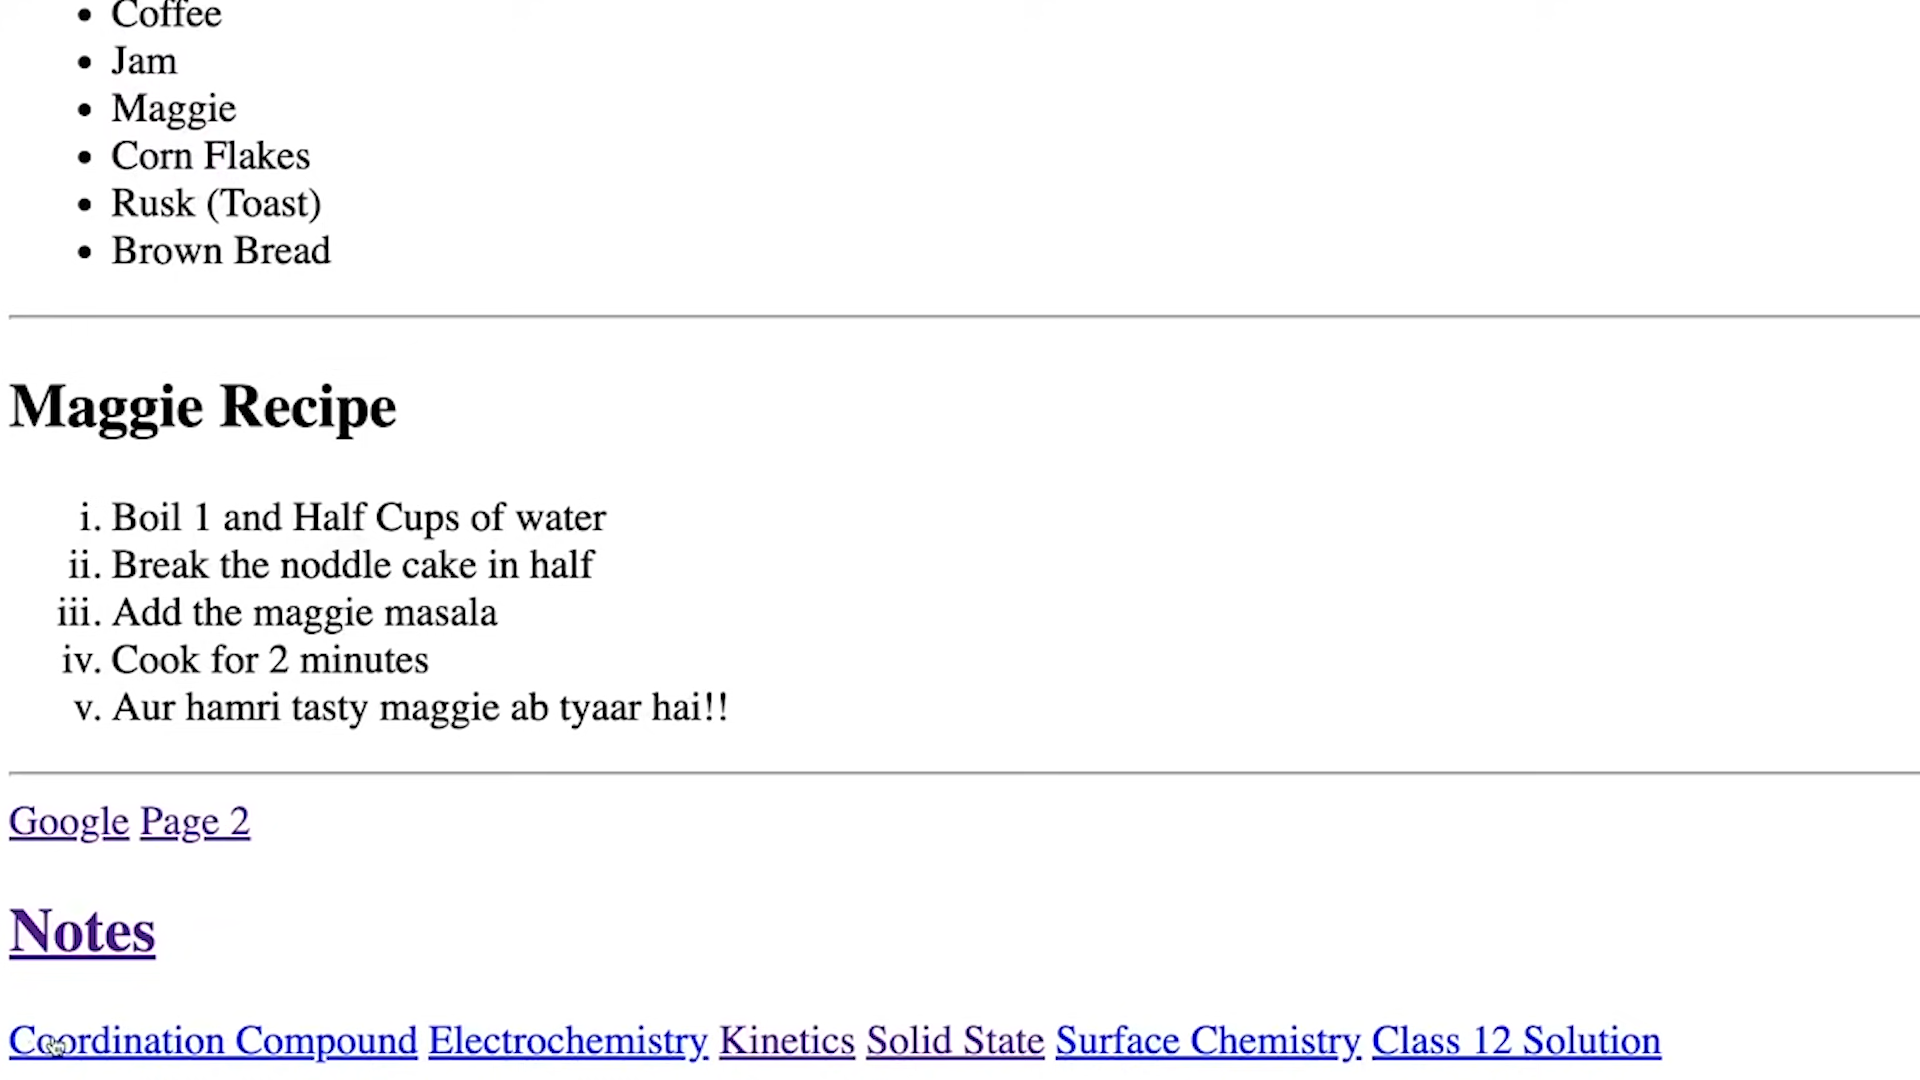 • Coffee
• Jam
• Maggie
• Corn Flakes
• Rusk (Toast)
• Brown Bread
Maggie Recipe
i. Boil 1 and Half Cups of water
ii. Break the noddle cake in half
iii. Add the maggie masala
iv. Cook for 2 minutes
v. Aur hamri tasty maggie ab tyaar hai!!
Google Page 2
Notes
Coordination Compound Electrochemistry Kinetics Solid State Surface Chemistry Class 12 Solution